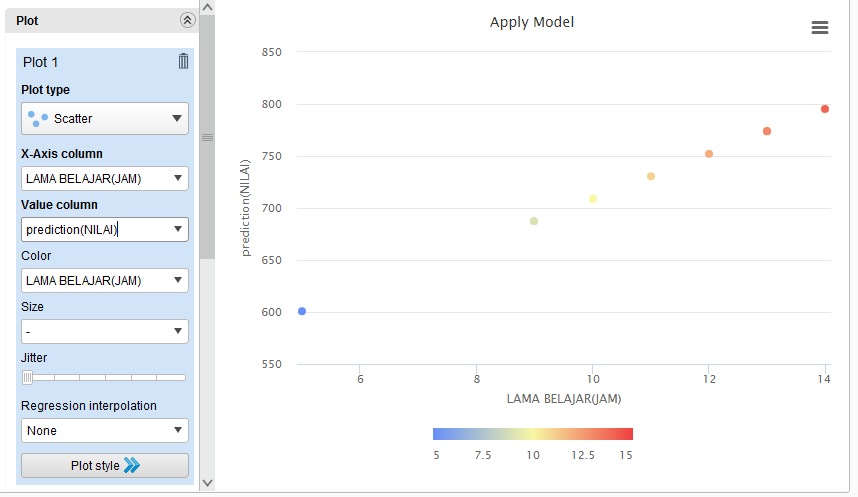 Plot
Plot 1
Plot type
Scatter
X-Axis column
LAMA BELAJAR(JAM)
Value column
prediction(NILAI)
Color
LAMA BELAJAR(JAM)
Size
-
Jitter
Regression interpolation
None
Plot style
Apply Model
850
800
750
700
650
600
550
prediction(NILAI)
6 8 10 12 14
LAMA BELAJAR(JAM)
5 7.5 10 12.5 15